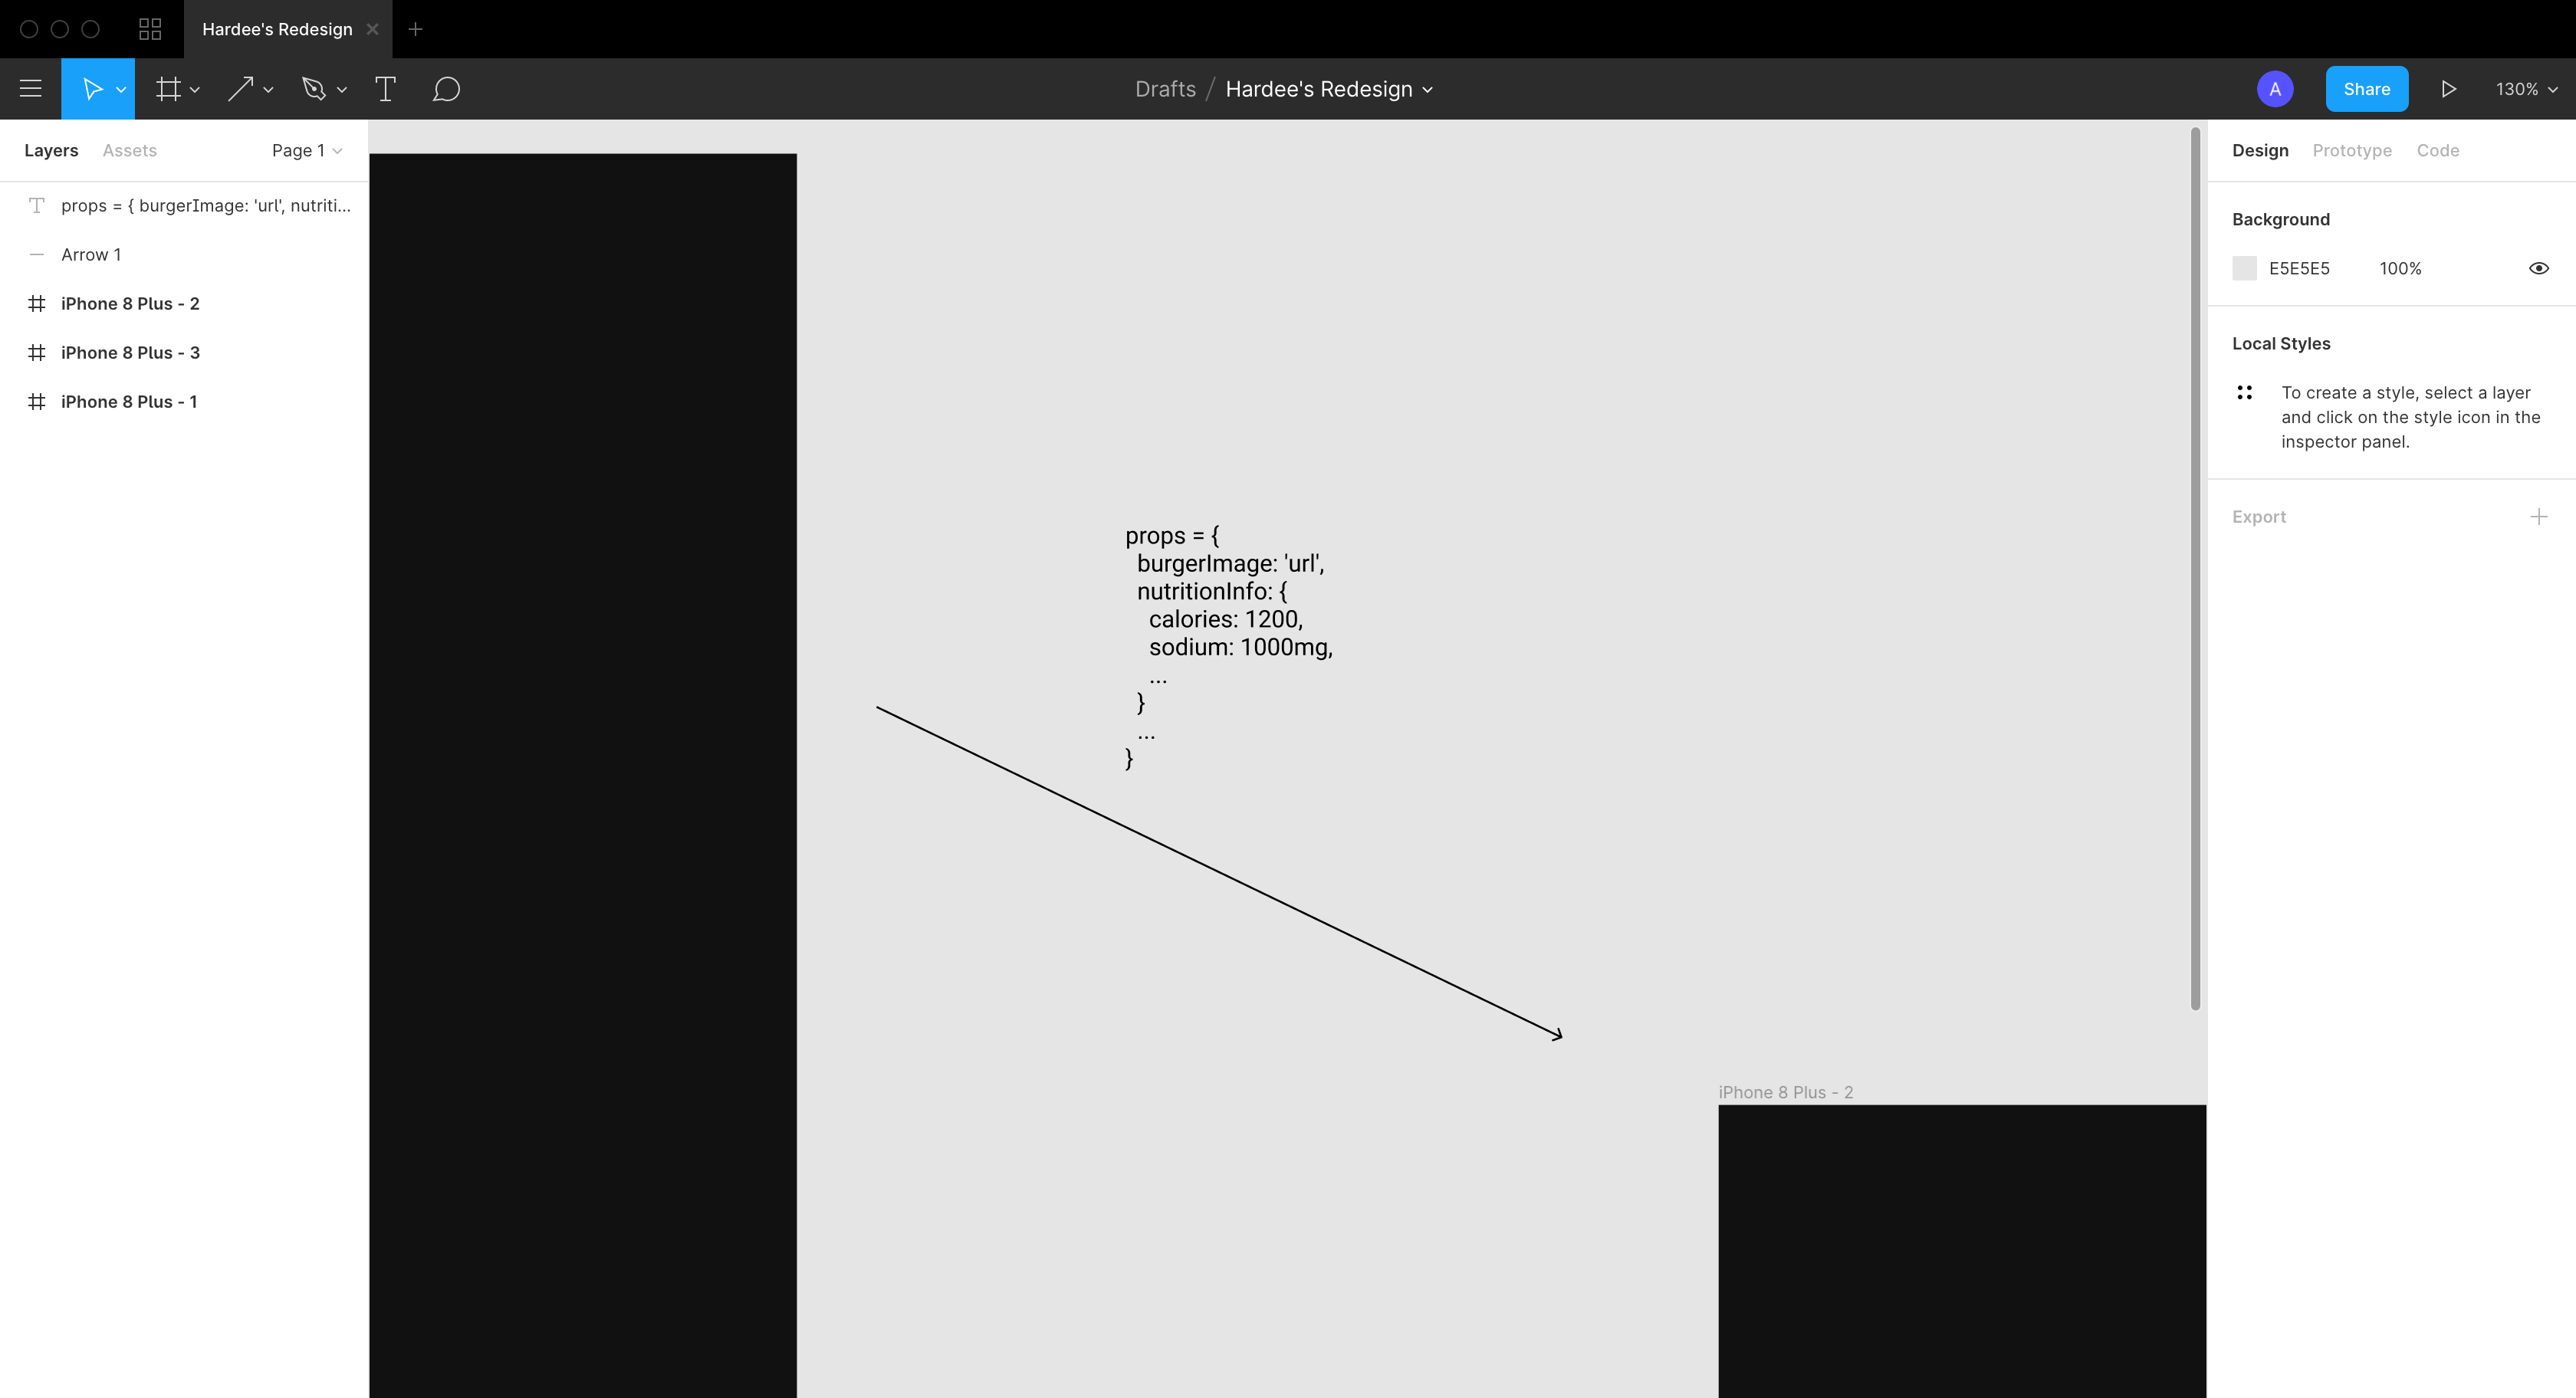 Hardee's Redesign
Drafts / Hardee's Redesign
A
Share
130%
Layers
Assets
Page 1
props = { burgerImage: 'url', nutriti...
Arrow 1
iPhone 8 Plus - 2
iPhone 8 Plus - 3
iPhone 8 Plus - 1
props = {
burgerImage: 'url',
nutritionInfo: {
calories: 1200,
sodium: 1000mg,
...
}
...
}
iPhone 8 Plus - 2
Design
Prototype
Code
Background
E5E5E5
100%
Local Styles
To create a style, select a layer
and click on the style icon in the
inspector panel.
Export